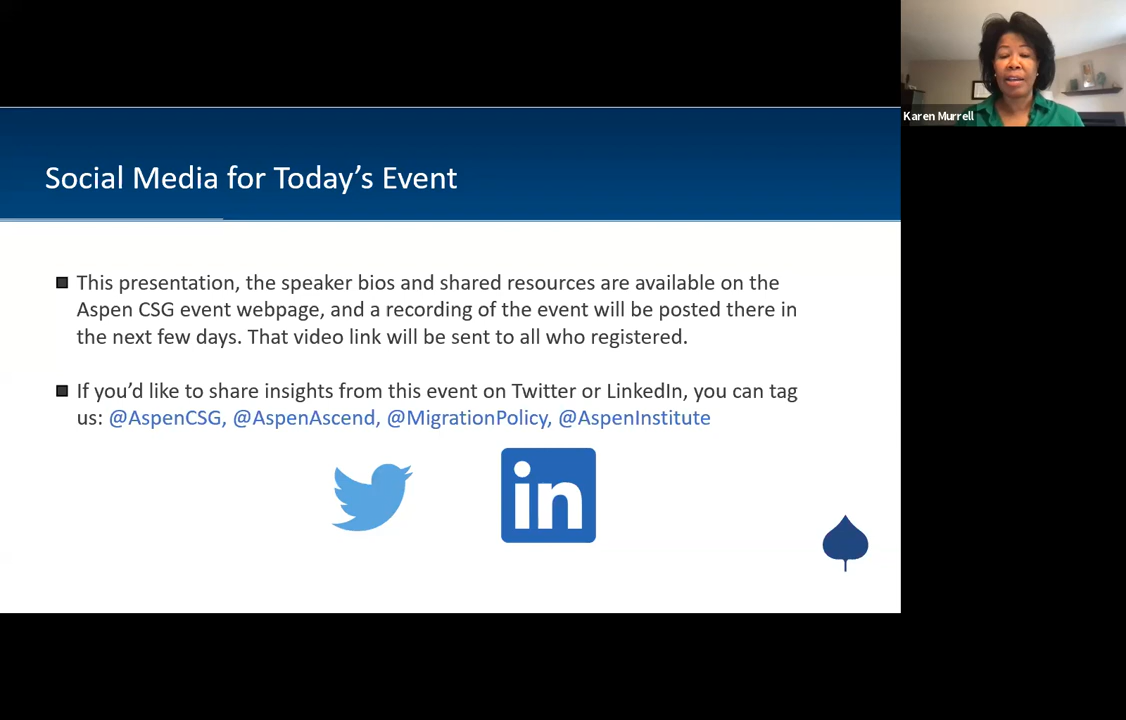 Karen Murrell
Social Media for Today's Event
This presentation, the speaker bios and shared resources are available on the
Aspen CSG event webpage, and a recording of the event will be posted there in
the next few days. That video link will be sent to all who registered.
If you'd like to share insights from this event on Twitter or LinkedIn, you can tag
us: @AspenCSG, @AspenAscend, @MigrationPolicy, @AspenInstitute
in